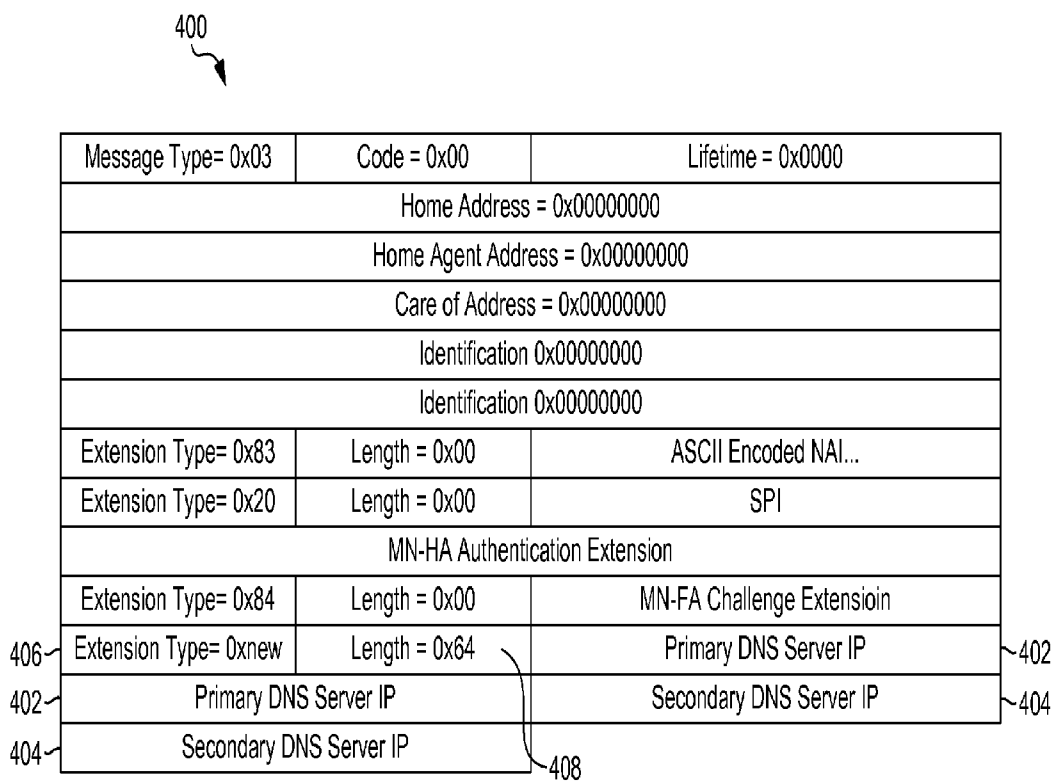 400
Message Type= 0x03 Code = 0x00 Lifetime = 0x0000
Home Address = 0x00000000
Home Agent Address = 0x00000000
Care of Address = 0x00000000
Identification 0x00000000
Identification 0x00000000
Extension Type= 0x83 Length = 0x00 ASCII Encoded NAI...
Extension Type= 0x20 Length = 0x00 SPI
MN-HA Authentication Extension
Extension Type= 0x84 Length = 0x00 MN-FA Challenge Extensioin
406 Extension Type= 0xnew Length = 0x64 Primary DNS Server IP 402
402 Primary DNS Server IP Secondary DNS Server IP 404
404 Secondary DNS Server IP 408